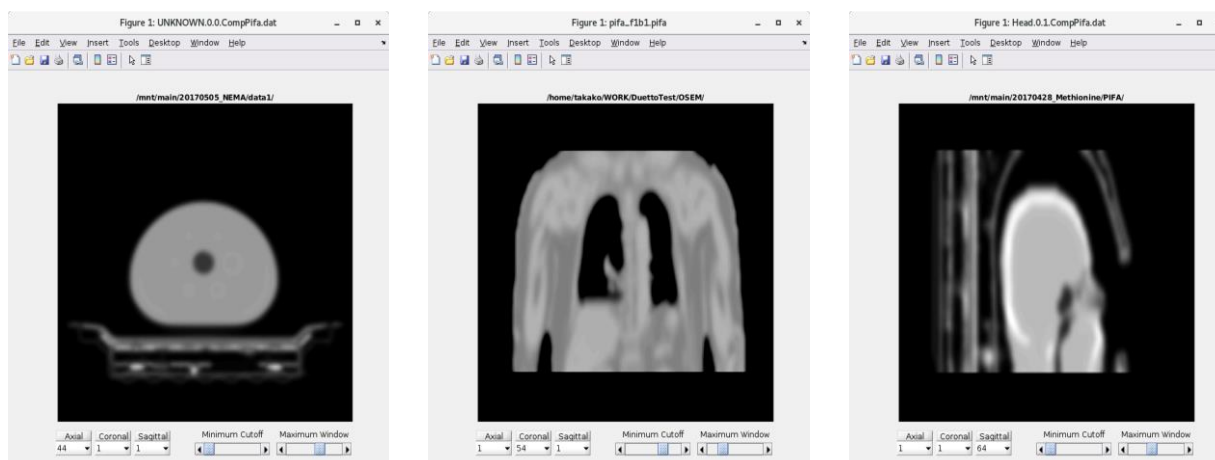 Figure 1: UNKNOWN.0.0.CompPifa.dat
File Edit View Insert Tools Desktop Window Help
/mnt/main/20170505_NEMA/data1/
Axial Coronal Sagittal Minimum Cutoff Maximum Window
44 1 1
Figure 1: pifa_f1b1.pifa
File Edit View Insert Tools Desktop Window Help
/home/takako/WORK/DuettoTest/OSEM/
Axial Coronal Sagittal Minimum Cutoff Maximum Window
1 54 1
Figure 1: Head.0.1.CompPifa.dat
File Edit View Insert Tools Desktop Window Help
/mnt/main/20170428_Methionine/PIFA/
Axial Coronal Sagittal Minimum Cutoff Maximum Window
1 1 64